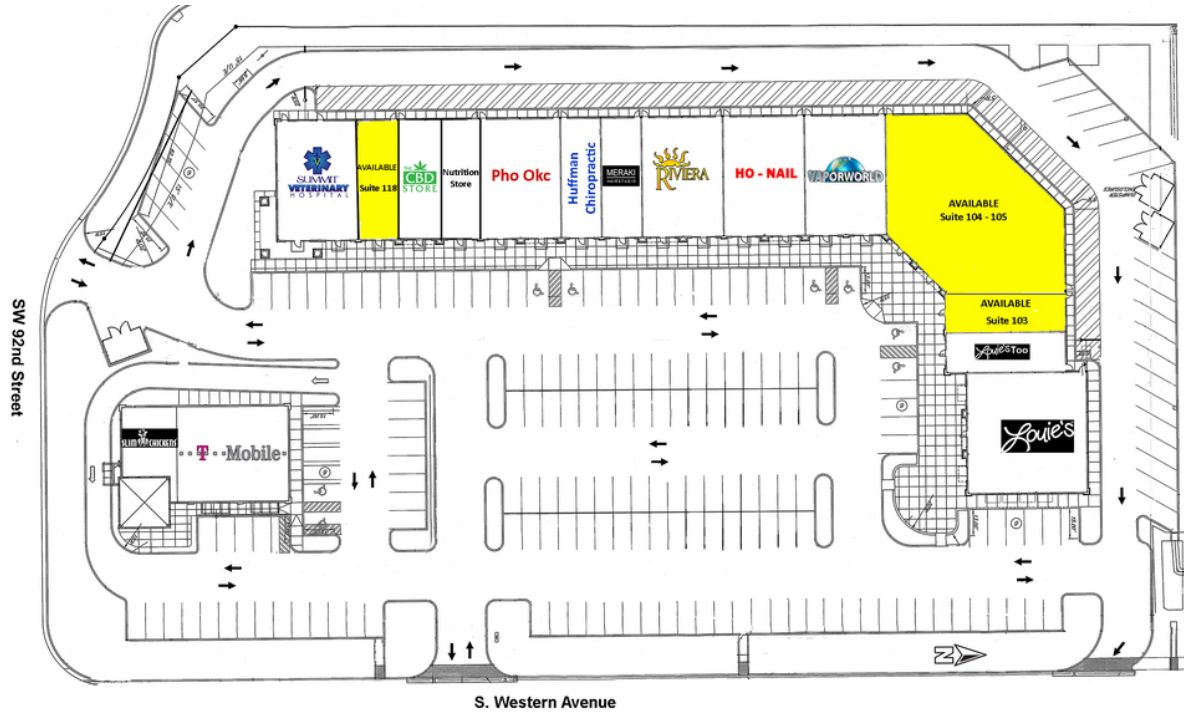 SUMMIT
VETERINARY
HOSPITAL
AVAILABLE
Suite 118
CBD
STORE
Nutrition
Store
Pho Okc
Huffman
Chiropractic
MERAKI
RIVIERA
HO - NAIL
VAPORWORLD
AVAILABLE
Suite 104 - 105
AVAILABLE
Suite 103
Louie's Too
Louie's
SLIM CHICKENS
T Mobile
SW 92nd Street
N
S. Western Avenue